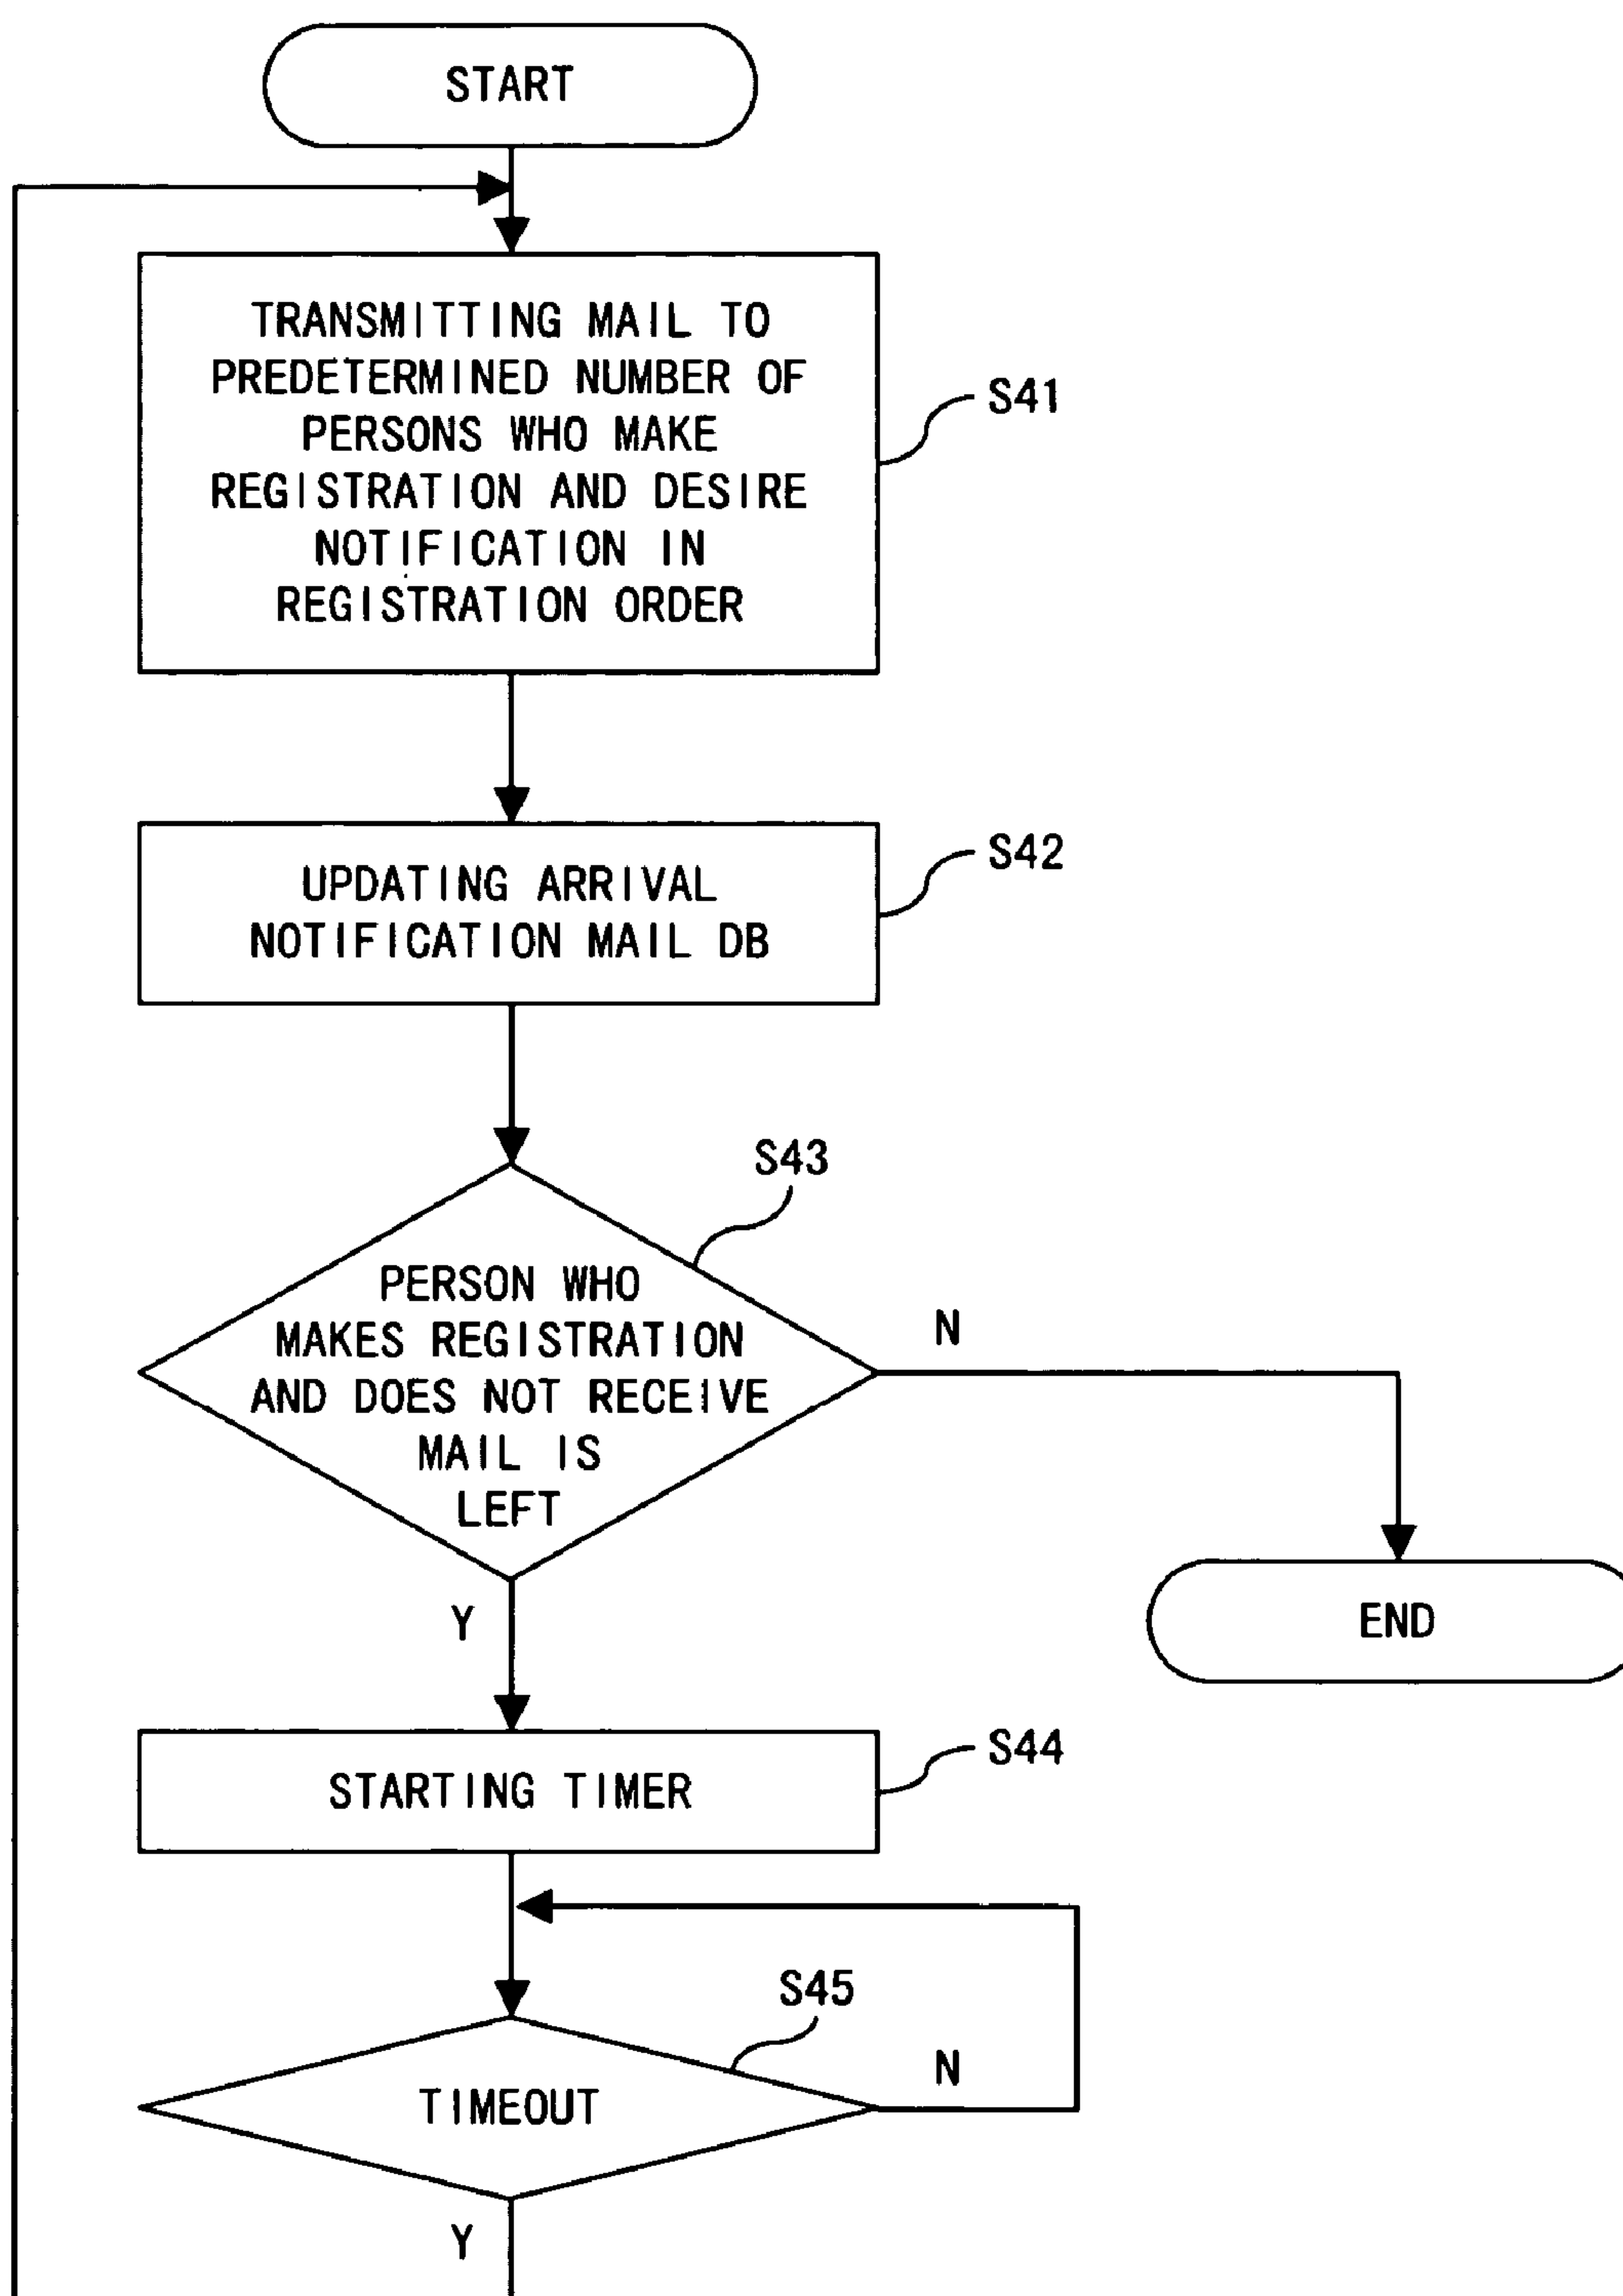 START
TRANSMITTING MAIL TO
PREDETERMINED NUMBER OF
PERSONS WHO MAKE
REGISTRATION AND DESIRE
NOTIFICATION IN
REGISTRATION ORDER
S41
UPDATING ARRIVAL
NOTIFICATION MAIL DB
S42
S43
PERSON WHO
MAKES REGISTRATION
AND DOES NOT RECEIVE
MAIL IS
LEFT
N
Y
END
STARTING TIMER
S44
S45
TIMEOUT
N
Y